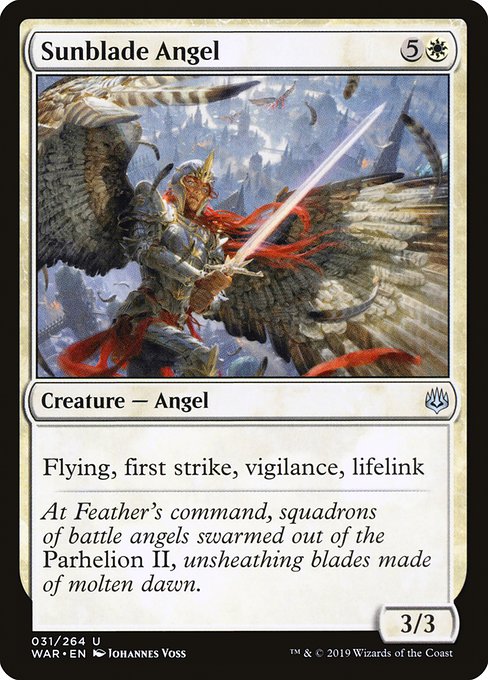 Sunblade Angel 5
Creature — Angel
Flying, first strike, vigilance, lifelink
At Feather's command, squadrons
of battle angels swarmed out of the
Parhelion II, unsheathing blades made
of molten dawn.
3/3
031/264 U
WAR • EN Johannes Voss
™ & © 2019 Wizards of the Coast